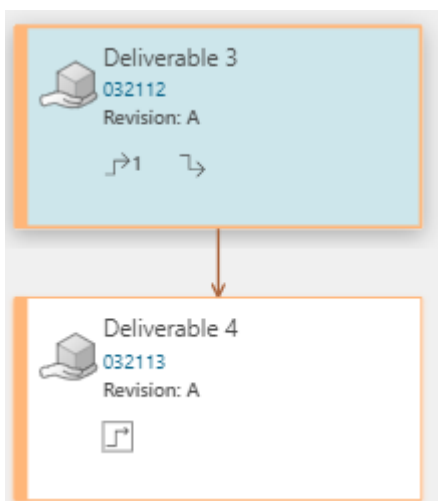 Deliverable 3
032112
Revision: A
1
Deliverable 4
032113
Revision: A